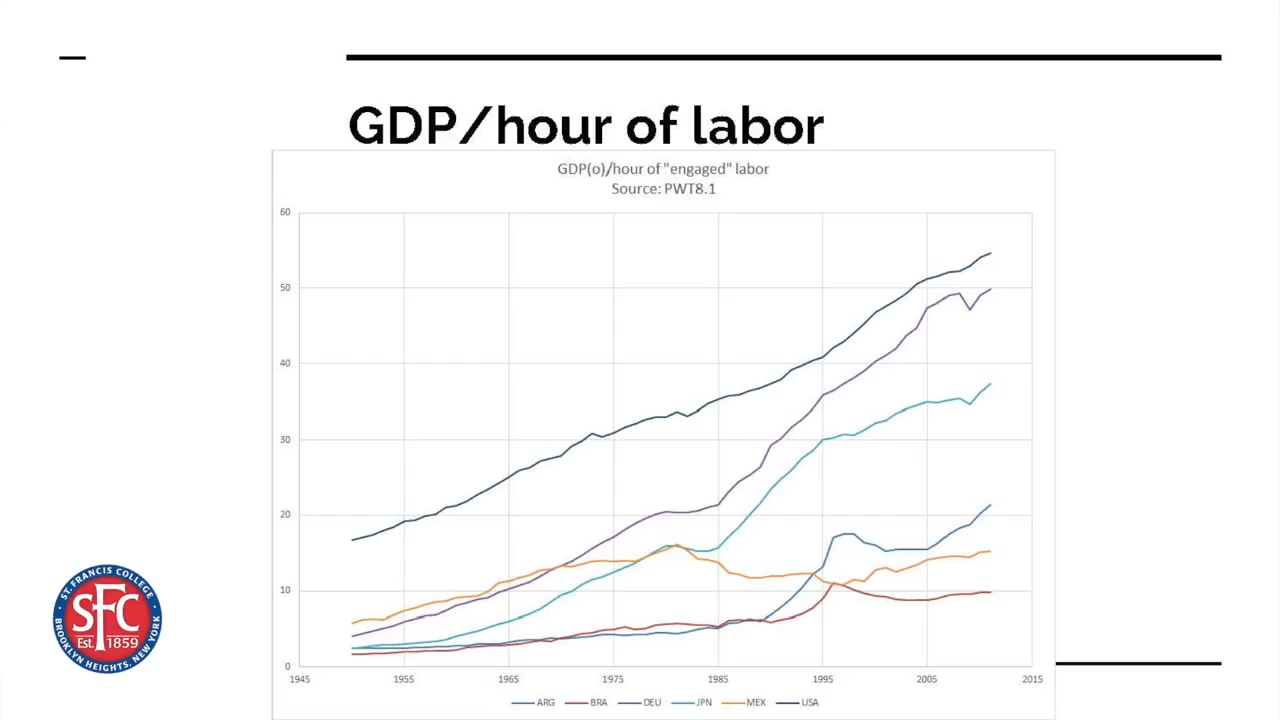 GDP/hour of labor
GDP(o)/hour of "engaged" labor
Source: PWT8.1
60
50
40
30
20
10
0
1945 1955 1965 1975 1985 1995 2005 2015
ARG BRA DEU JPN MEX USA
ST. FRANCIS COLLEGE
SFC
Est. 1859
BROOKLYN HEIGHTS, NEW YORK